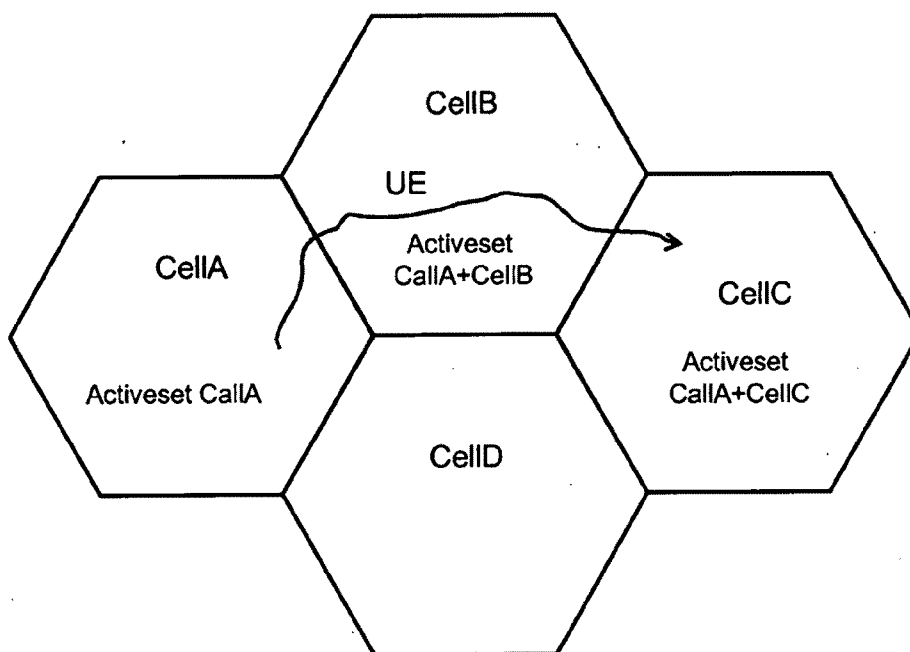 CellB
UE
CellA
Activeset
CallA+CellB
CellC
Activeset CallA
Activeset
CallA+CellC
CellD